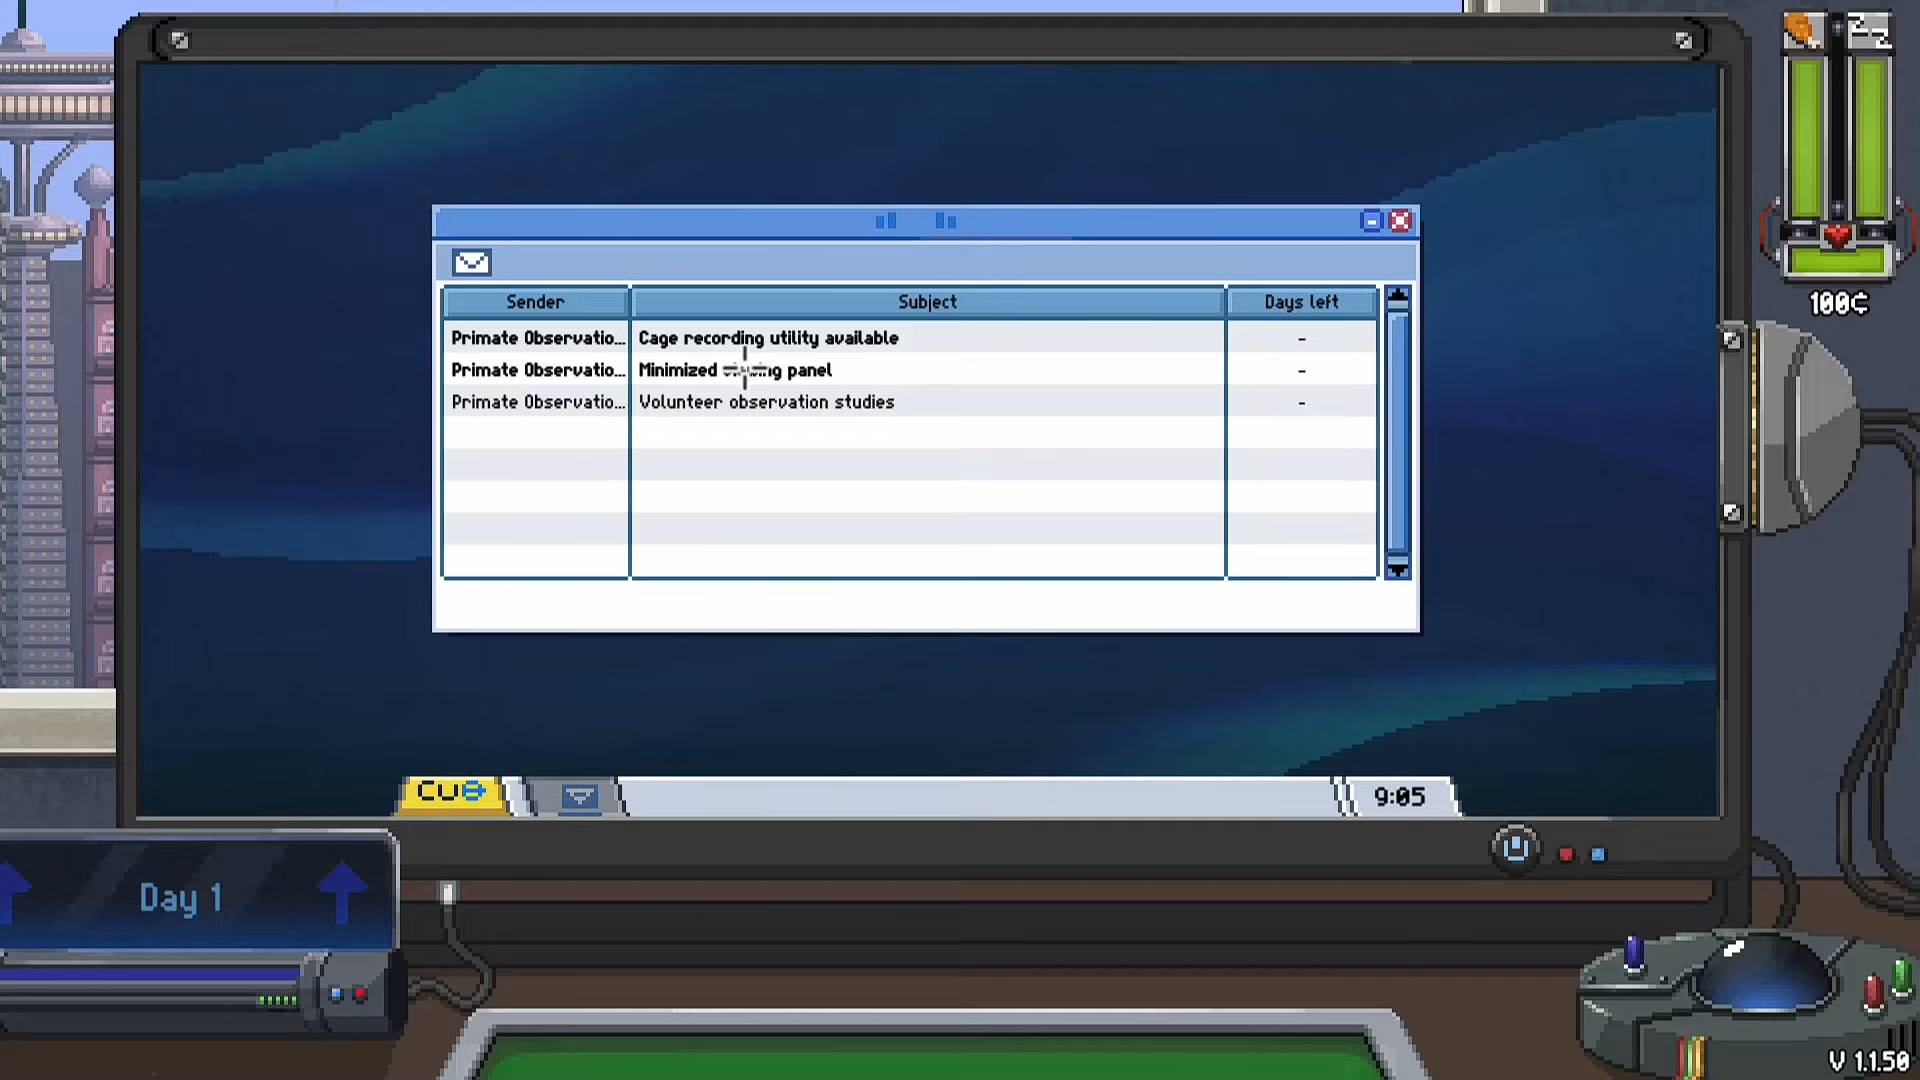 100¢
Sender Subject Days left
Primate Observatio... Cage recording utility available -
Primate Observatio... Minimized panel -
Primate Observatio... Volunteer observation studies -
CUB
9:05
Day 1
V 1.1.50